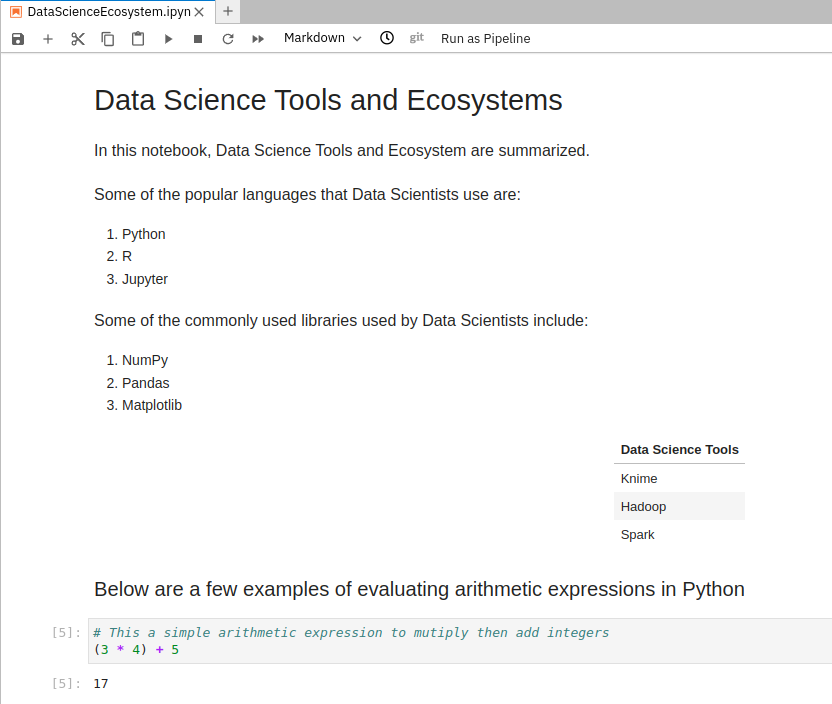 DataScienceEcosystem.ipyn
Markdown
git
Run as Pipeline
Data Science Tools and Ecosystems
In this notebook, Data Science Tools and Ecosystem are summarized.
Some of the popular languages that Data Scientists use are:
1. Python
2. R
3. Jupyter
Some of the commonly used libraries used by Data Scientists include:
1. NumPy
2. Pandas
3. Matplotlib
Data Science Tools
Knime
Hadoop
Spark
Below are a few examples of evaluating arithmetic expressions in Python
[5]: # This a simple arithmetic expression to mutiply then add integers
(3 * 4) + 5
[5]: 17